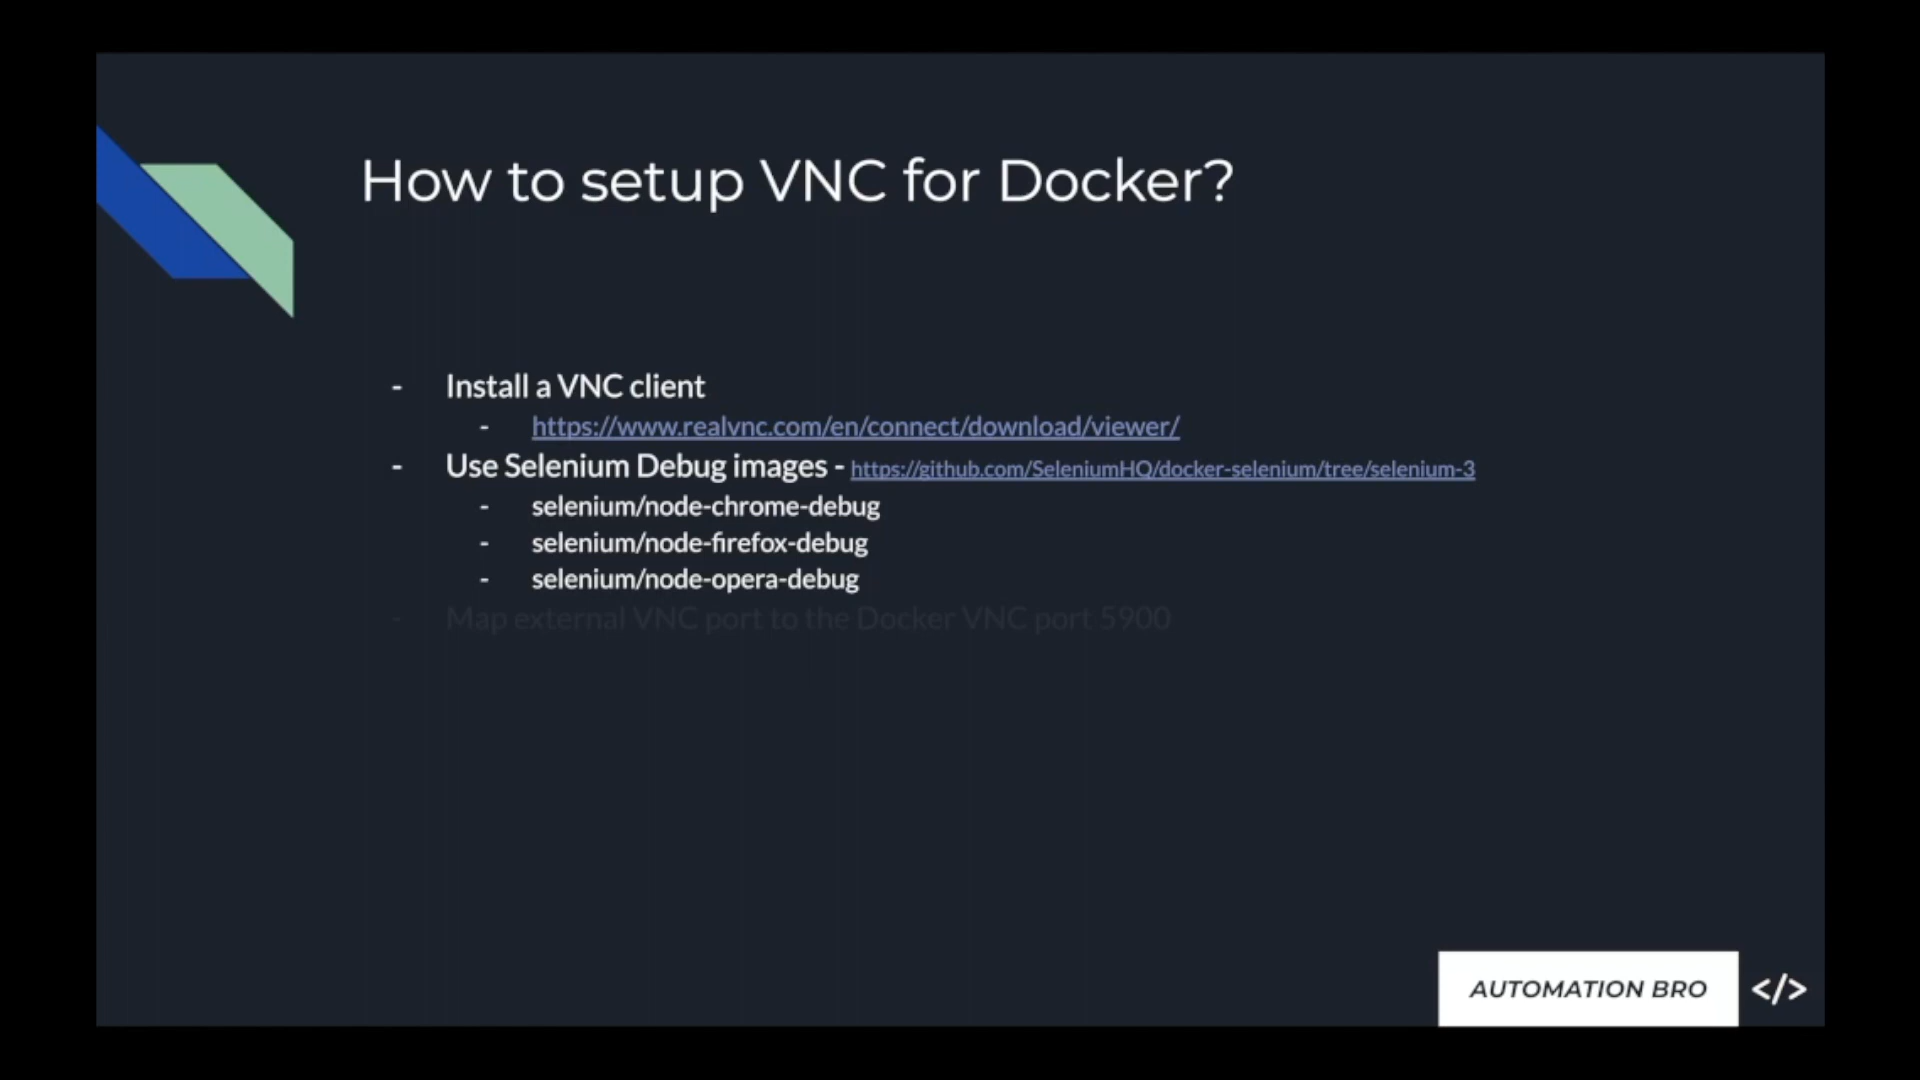 How to setup VNC for Docker?
- Install a VNC client
- https://www.realvnc.com/en/connect/download/viewer/
- Use Selenium Debug images - https://github.com/SeleniumHQ/docker-selenium/tree/selenium-3
- selenium/node-chrome-debug
- selenium/node-firefox-debug
- selenium/node-opera-debug
- Map external VNC port to the Docker VNC port 5900
AUTOMATION BRO </>